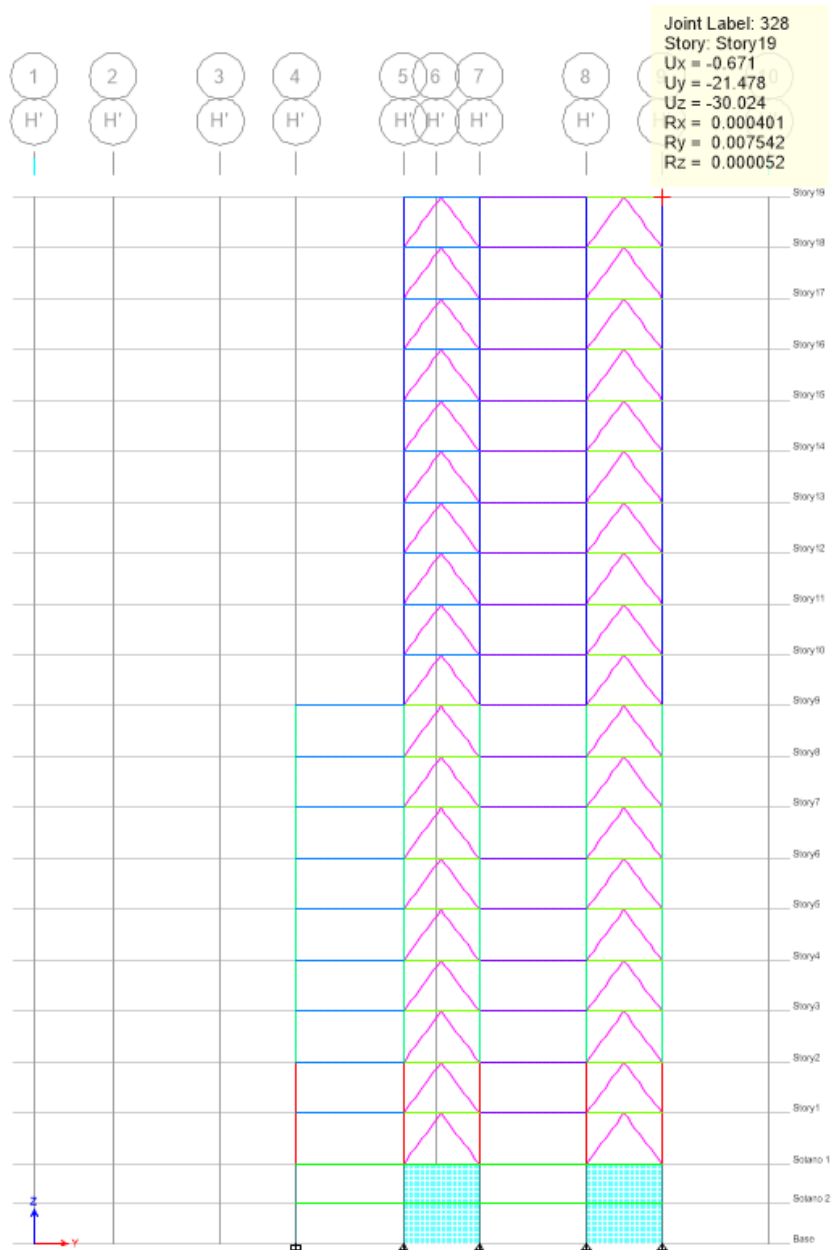 Joint Label: 328
Story: Story19
Ux = -0.671
Uy = -21.478
Uz = -30.024
Rx = 0.000401
Ry = 0.007542
Rz = 0.000052
1 2 3 4 5 6 7 8
H' H' H' H' H' H' H' H'
Story19
Story18
Story17
Story16
Story15
Story14
Story13
Story12
Story11
Story10
Story9
Story8
Story7
Story6
Story5
Story4
Story3
Story2
Story1
Sotano 1
Sotano 2
Base
Z
Y